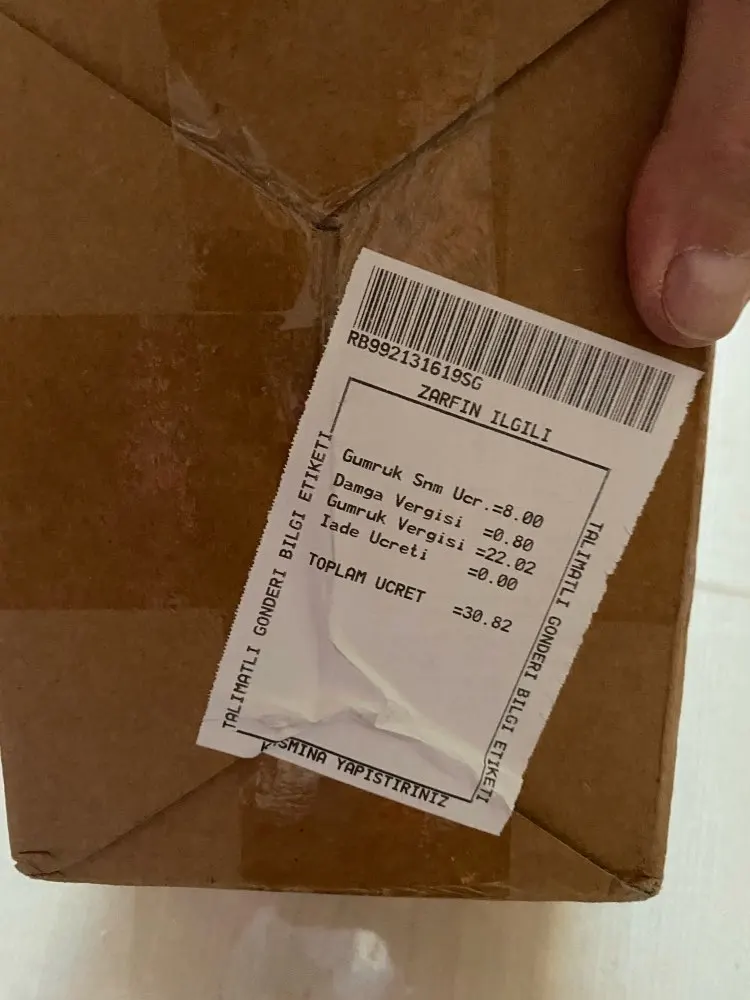 RB992131619SG
ZARFIN ILGILI
TALIMATLI GONDERI BILGI ETIKETI
Gumruk Snm Ucr.=8.00
Damga Vergisi =0.80
Gumruk Vergisi =22.02
Iade Ucreti =0.00
TOPLAM UCRET =30.82
TALIMATLI GONDERI BILGI ETIKETI
YAPISTIRINIZ